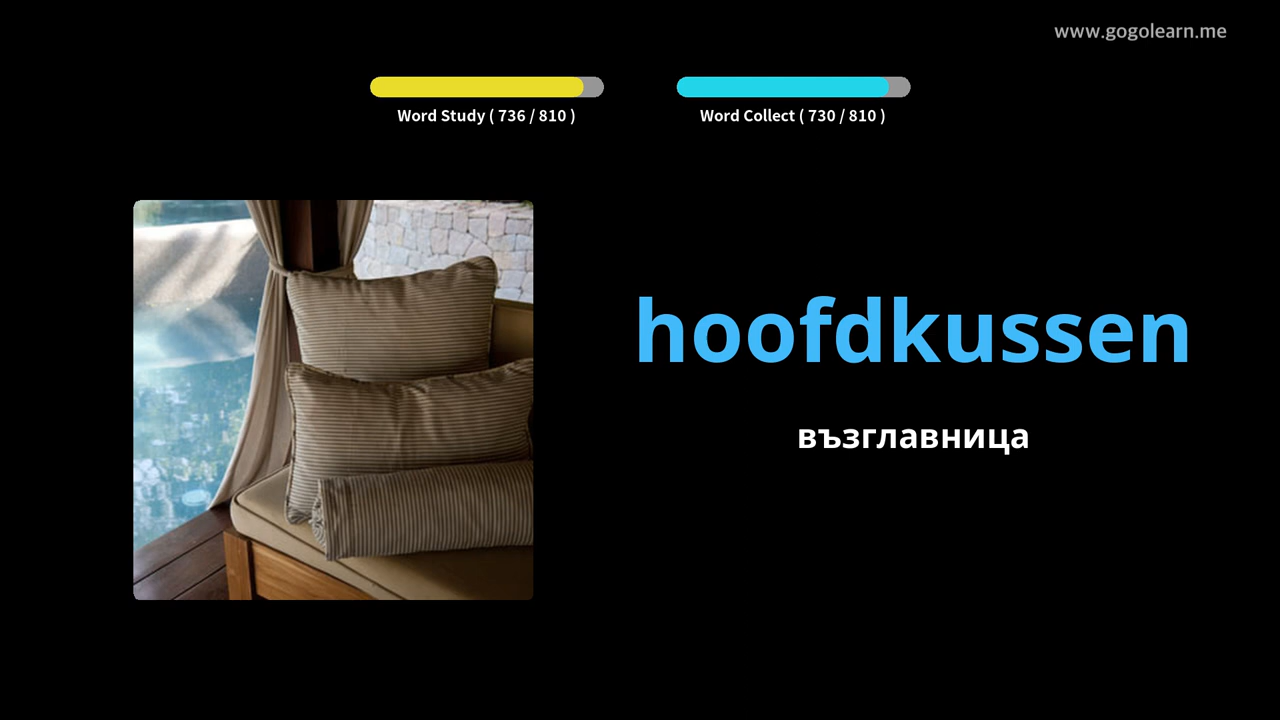 www.gogolearn.me
Word Study ( 736 / 810 )
Word Collect ( 730 / 810 )
hoofdkussen
възглавница